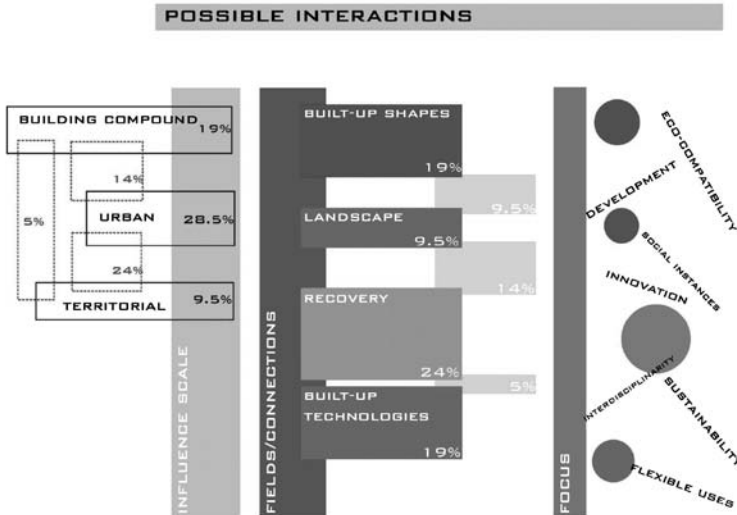 POSSIBLE INTERACTIONS
BUILDING COMPOUND
19%
14%
URBAN
28.5%
5%
24%
TERRITORIAL
9.5%
INFLUENCE SCALE
FIELDS/CONNECTIONS
BUILT-UP SHAPES
19%
9.5%
LANDSCAPE
9.5%
14%
RECOVERY
24%
5%
BUILT-UP
TECHNOLOGIES
19%
FOCUS
ECO-COMPATIBILITY
DEVELOPMENT
SOCIAL INSTANCES
INNOVATION
INTERDISCIPLINARITY
SUSTAINABILITY
FLEXIBLE USES